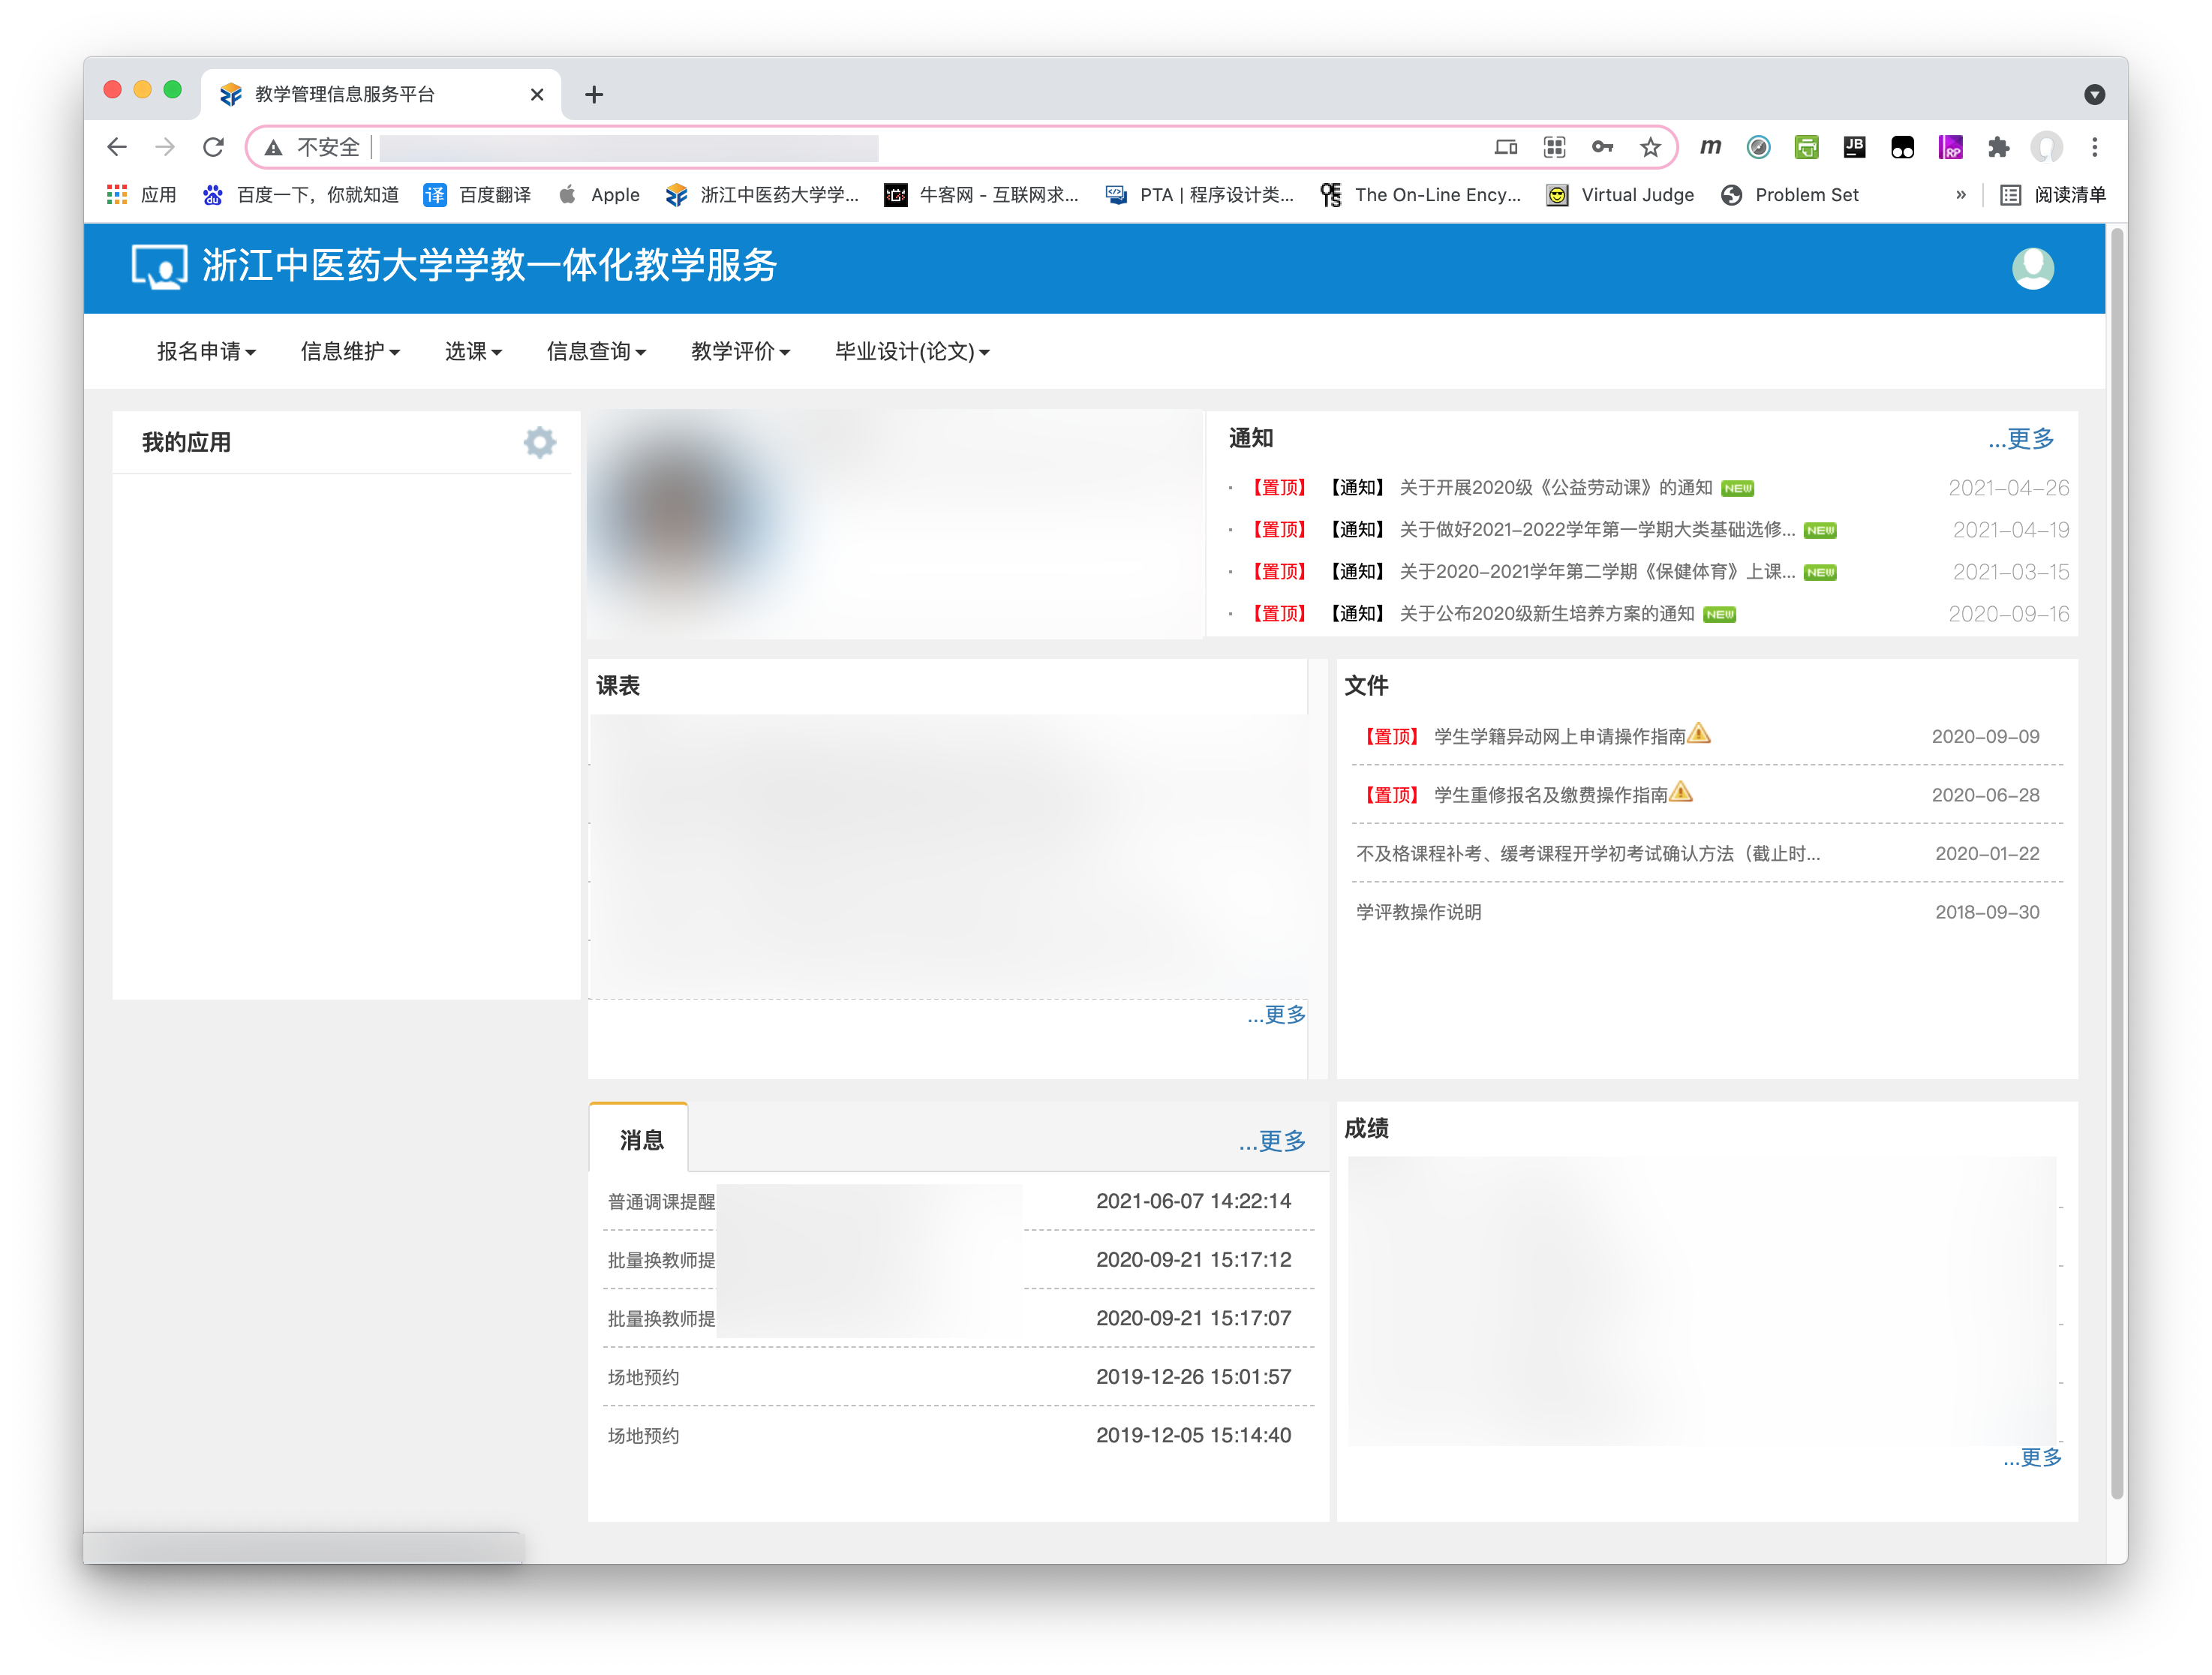 教学管理信息服务平台
不安全
应用 百度一下，你就知道 译 百度翻译 Apple 浙江中医药大学学... 牛客网 - 互联网求... PTA | 程序设计类... The On-Line Ency... Virtual Judge Problem Set » 阅读清单
浙江中医药大学学教一体化教学服务
报名申请 信息维护 选课 信息查询 教学评价 毕业设计(论文)
我的应用
通知 ...更多
【置顶】 【通知】 关于开展2020级《公益劳动课》的通知 NEW 2021-04-26
【置顶】 【通知】 关于做好2021-2022学年第一学期大类基础选修... NEW 2021-04-19
【置顶】 【通知】 关于2020-2021学年第二学期《保健体育》上课... NEW 2021-03-15
【置顶】 【通知】 关于公布2020级新生培养方案的通知 NEW 2020-09-16
课表
...更多
文件
【置顶】 学生学籍异动网上申请操作指南 2020-09-09
【置顶】 学生重修报名及缴费操作指南 2020-06-28
不及格课程补考、缓考课程开学初考试确认方法（截止时... 2020-01-22
学评教操作说明 2018-09-30
消息 ...更多
普通调课提醒 2021-06-07 14:22:14
批量换教师提 2020-09-21 15:17:12
批量换教师提 2020-09-21 15:17:07
场地预约 2019-12-26 15:01:57
场地预约 2019-12-05 15:14:40
成绩
...更多